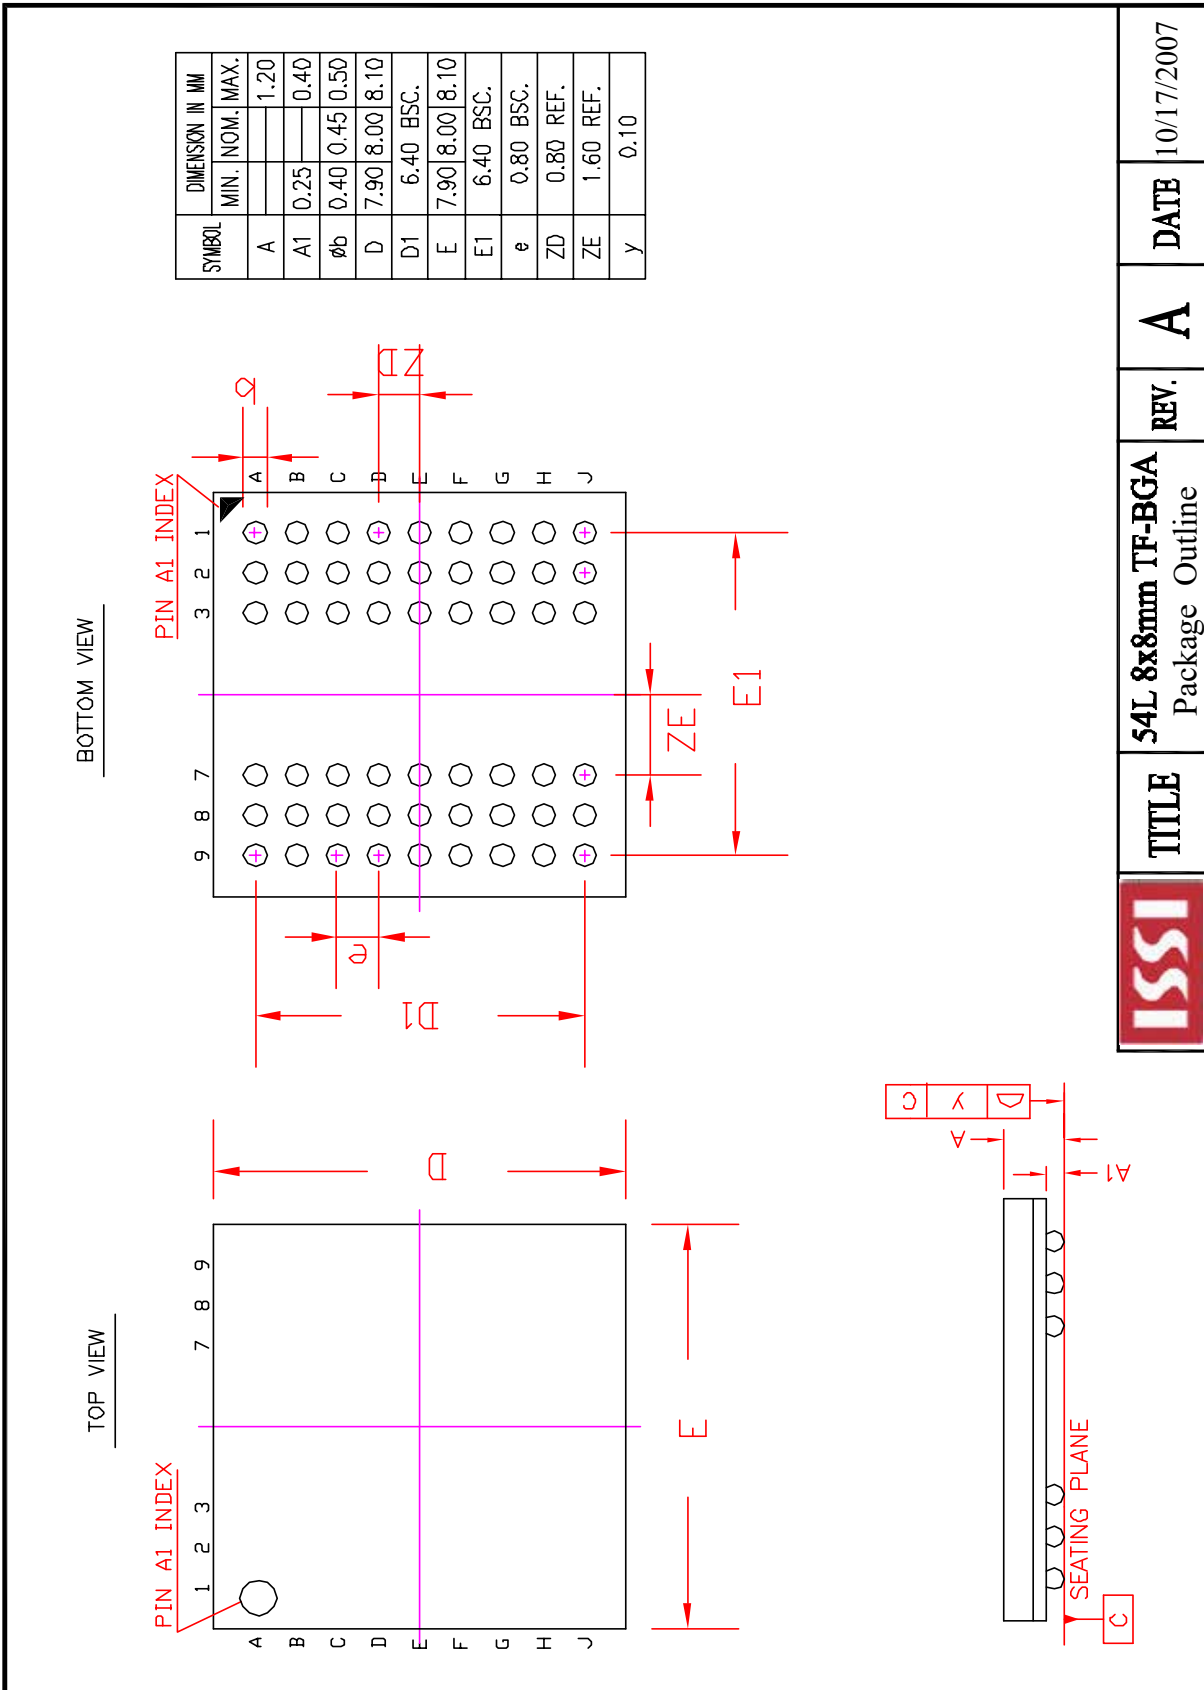 TOP VIEW
PIN A1 INDEX
1 2 3 7 8 9
A
B
C
D
E
F
G
H
J
D
E
BOTTOM VIEW
PIN A1 INDEX
9 8 7 3 2 1
A
B
C
D
E
F
G
H
J
b
ZD
e
D1
ZE
E1
SYMBOL DIMENSION IN MM
MIN. NOM. MAX.
A 1.20
A1 0.25 0.40
øb 0.40 0.45 0.50
D 7.90 8.00 8.10
D1 6.40 BSC.
E 7.90 8.00 8.10
E1 6.40 BSC.
e 0.80 BSC.
ZD 0.80 REF.
ZE 1.60 REF.
y 0.10
C y
A
A1
SEATING PLANE
C
ISSI
TITLE
54L 8x8mm TF-BGA
Package Outline
REV.
A
DATE
10/17/2007